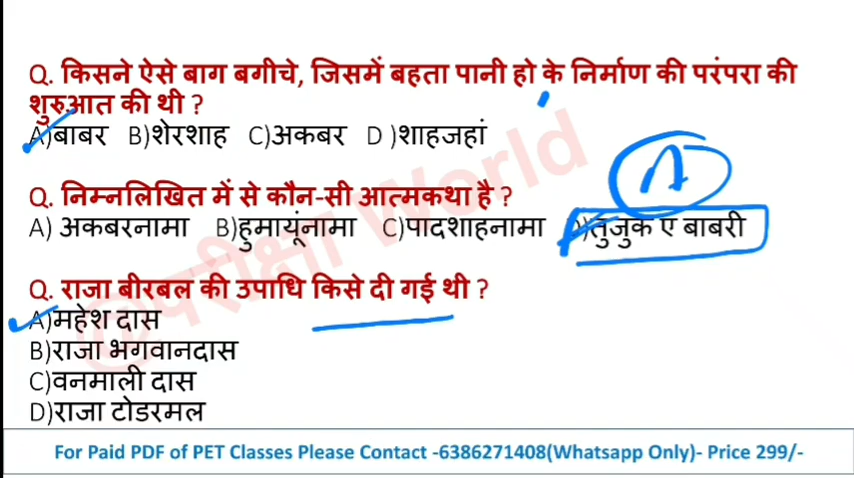 Q. किसने ऐसे बाग बगीचे, जिसमें बहता पानी हो के निर्माण की परंपरा की
शुरुआत की थी ?
A)बाबर B)शेरशाह C)अकबर D )शाहजहां
A
Q. निम्नलिखित में से कौन-सी आत्मकथा है ?
A) अकबरनामा B)हुमायूंनामा C)पादशाहनामा D)तुजुक ए बाबरी
Q. राजा बीरबल की उपाधि किसे दी गई थी ?
A)महेश दास
B)राजा भगवानदास
C)वनमाली दास
D)राजा टोडरमल
@परीक्षा World
For Paid PDF of PET Classes Please Contact -6386271408(Whatsapp Only)- Price 299/-